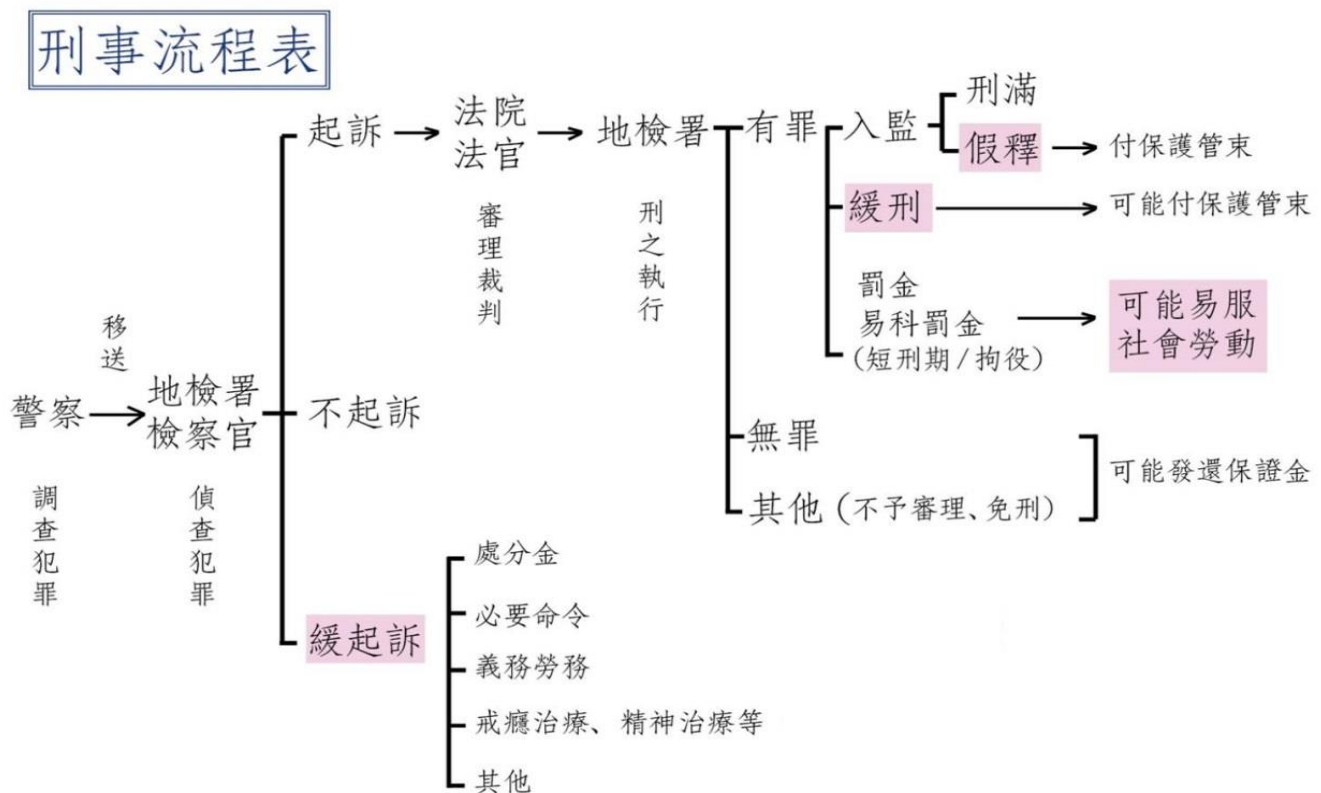 刑事流程表
警察
調查犯罪
移送
地檢署
檢察官
偵查犯罪
起訴
法院
法官
審理裁判
地檢署
刑之執行
有罪
入監
刑滿
假釋
付保護管束
緩刑
可能付保護管束
罰金
易科罰金
(短刑期/拘役)
可能易服
社會勞動
無罪
其他(不予審理、免刑)
可能發還保證金
不起訴
緩起訴
處分金
必要命令
義務勞務
戒癮治療、精神治療等
其他